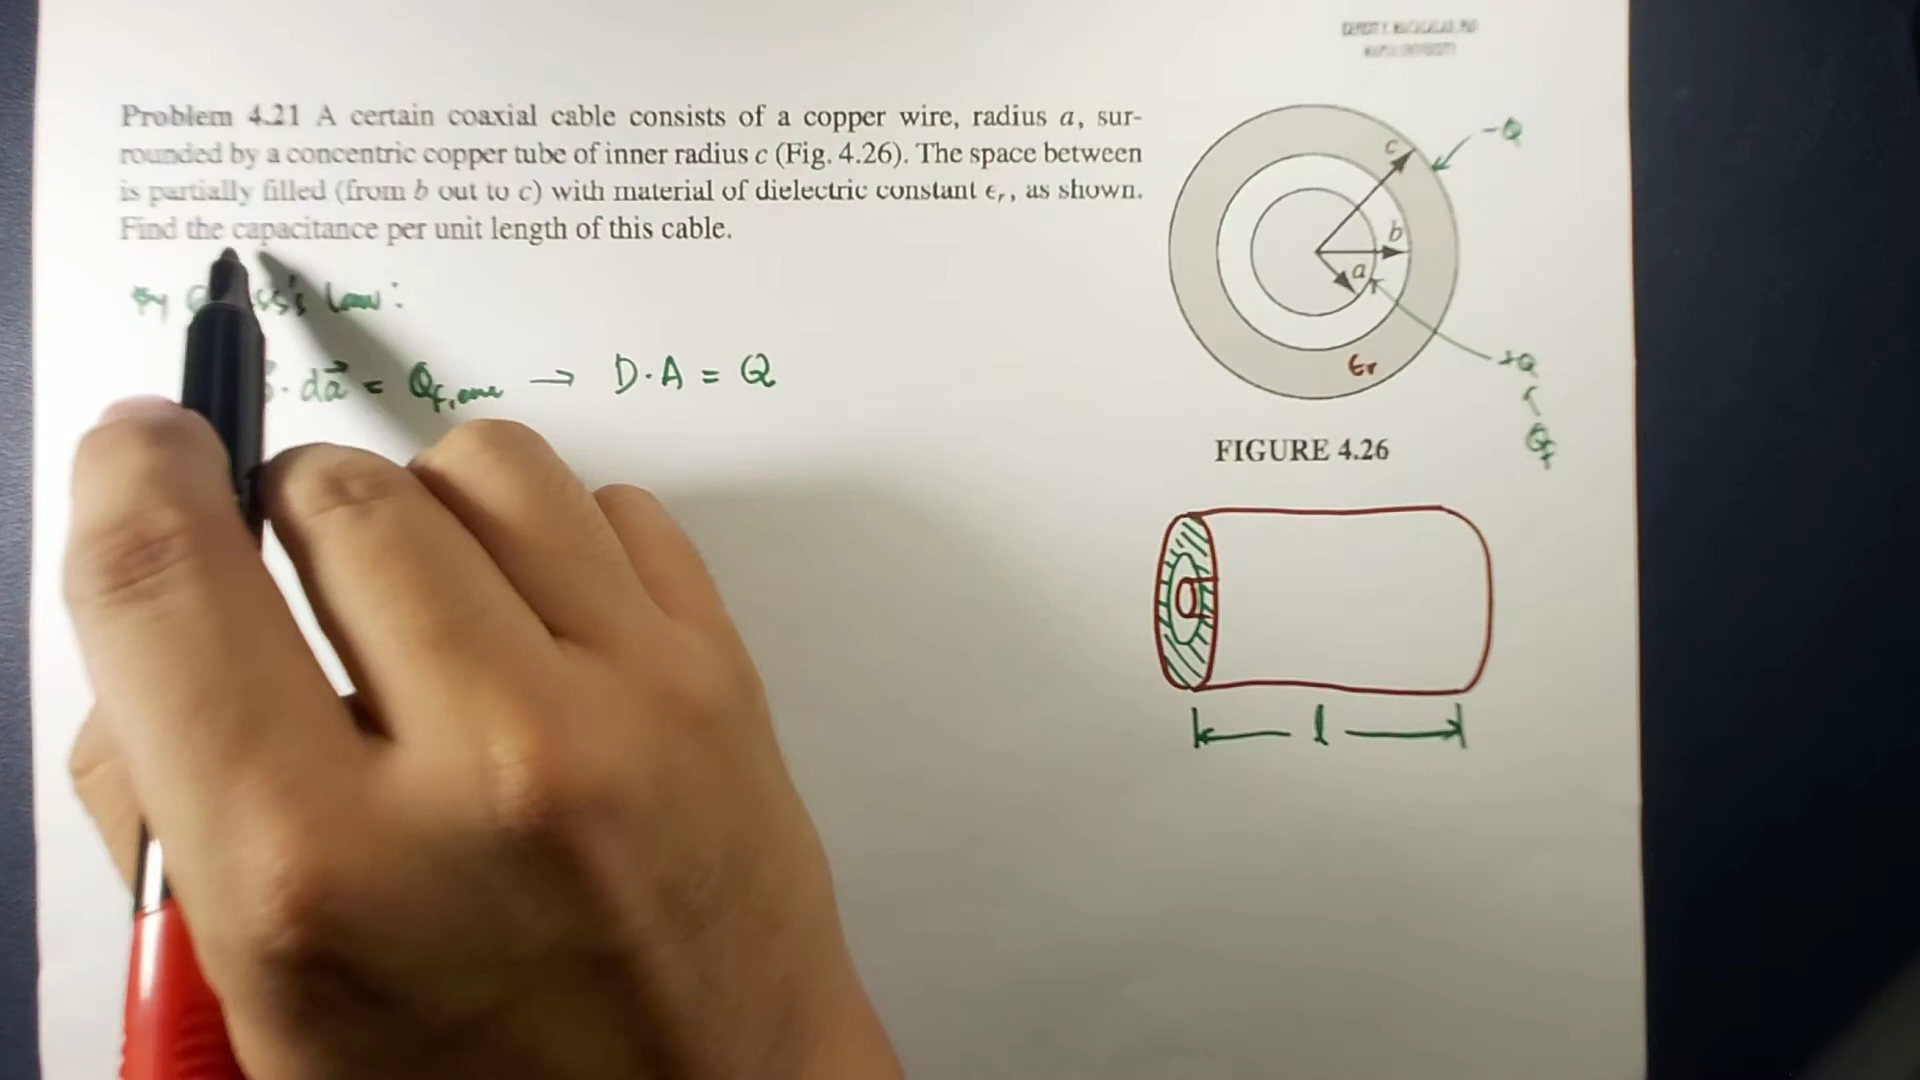 Problem 4.21 A certain coaxial cable consists of a copper wire, radius a, sur-
rounded by a concentric copper tube of inner radius c (Fig. 4.26). The space between
is partially filled (from b out to c) with material of dielectric constant ϵr, as shown.
Find the capacitance per unit length of this cable.
By Law:
· da⃗ = Qf,enc → D·A = Q
c
-Q
b
a
ϵr
+Q
Qf
FIGURE 4.26
l